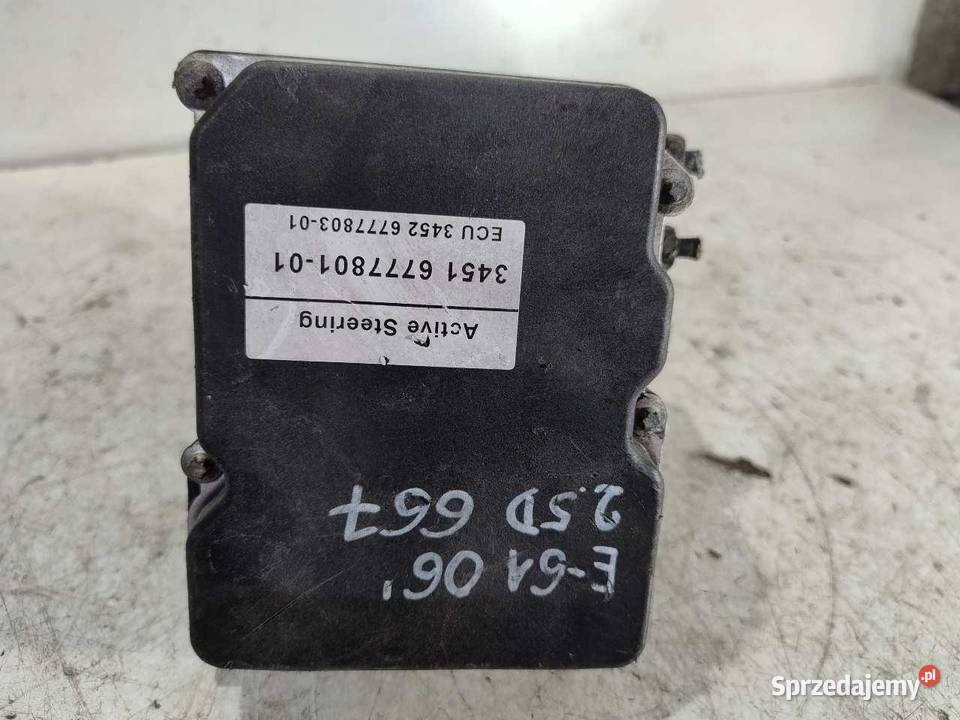 E-61 06'
2.5D 667
Active Steering
3451 6777801-01
ECU 3452 6777803-01
Sprzedajemy.pl